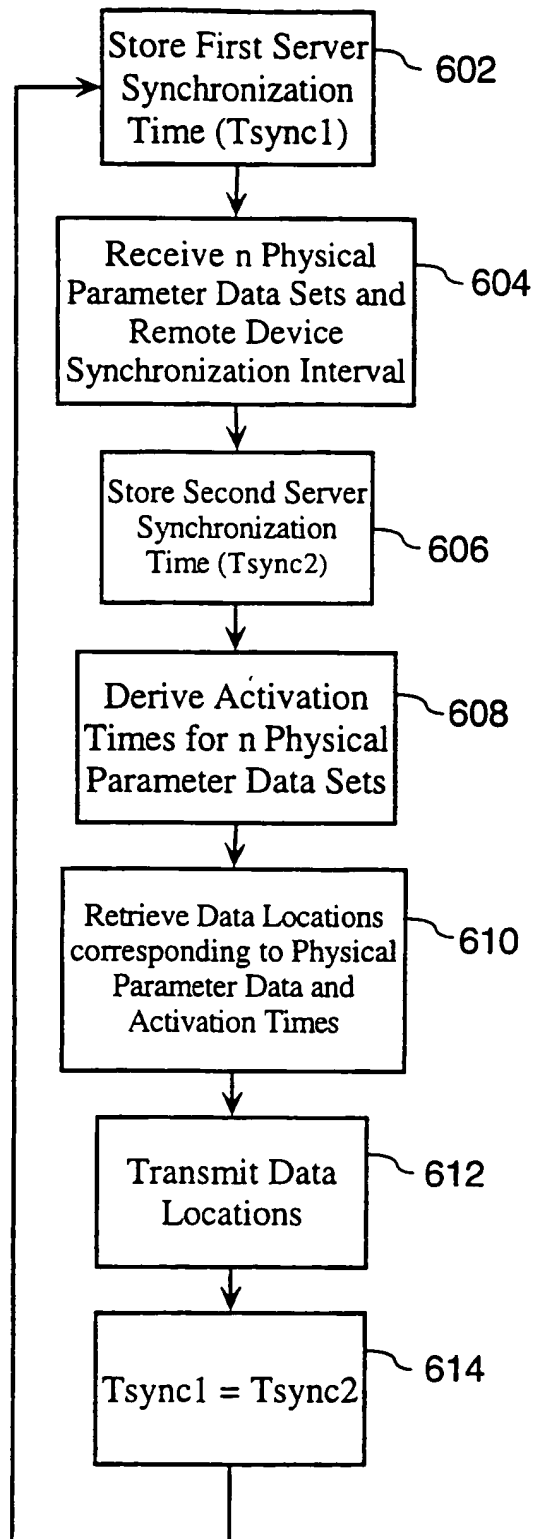 Store First Server
Synchronization
Time (Tsync1)
602
Receive n Physical
Parameter Data Sets and
Remote Device
Synchronization Interval
604
Store Second Server
Synchronization
Time (Tsync2)
606
Derive Activation
Times for n Physical
Parameter Data Sets
608
Retrieve Data Locations
corresponding to Physical
Parameter Data and
Activation Times
610
Transmit Data
Locations
612
Tsync1 = Tsync2
614